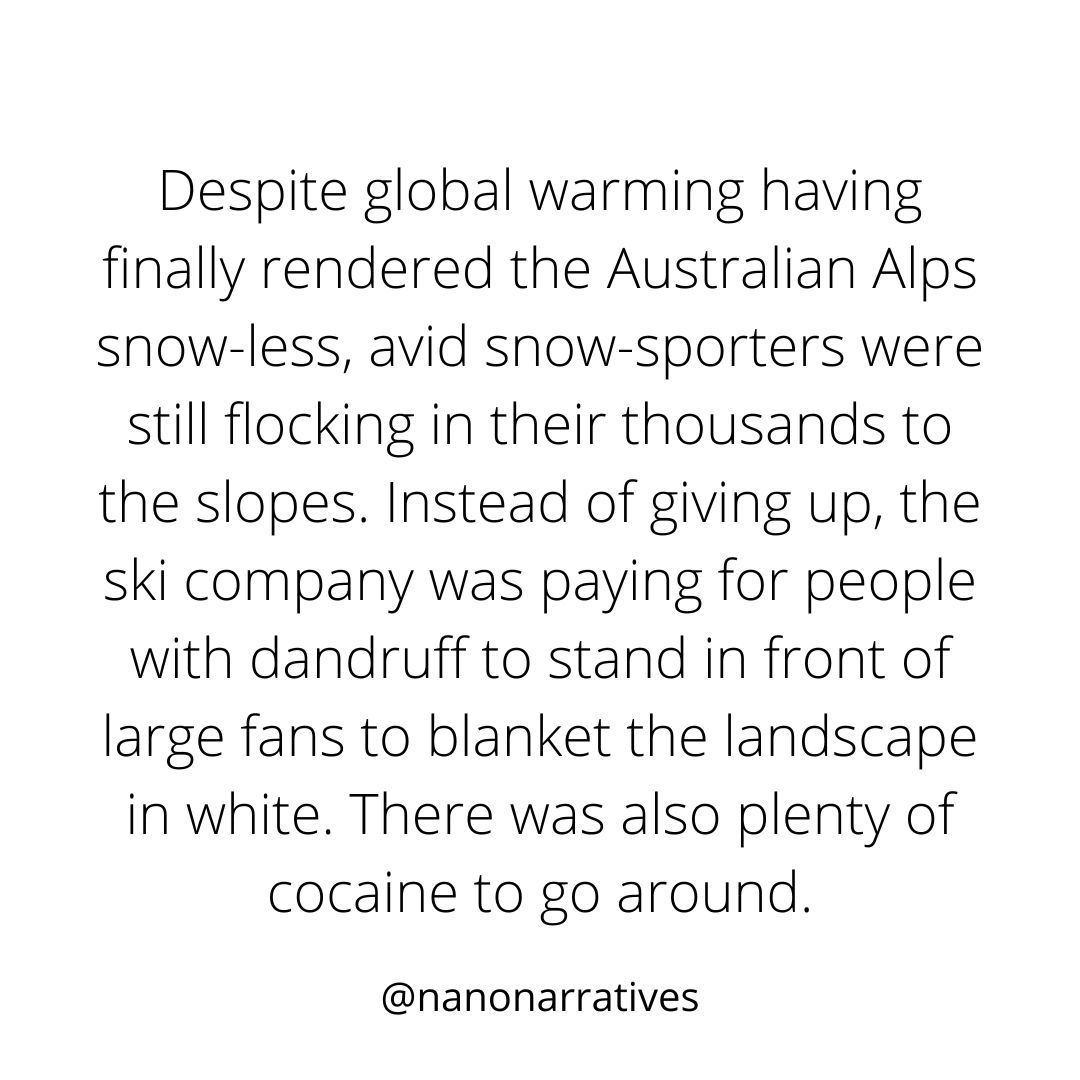 Despite global warming having
finally rendered the Australian Alps
snow-less, avid snow-sporters were
still flocking in their thousands to
the slopes. Instead of giving up, the
ski company was paying for people
with dandruff to stand in front of
large fans to blanket the landscape
in white. There was also plenty of
cocaine to go around.
@nanonarratives